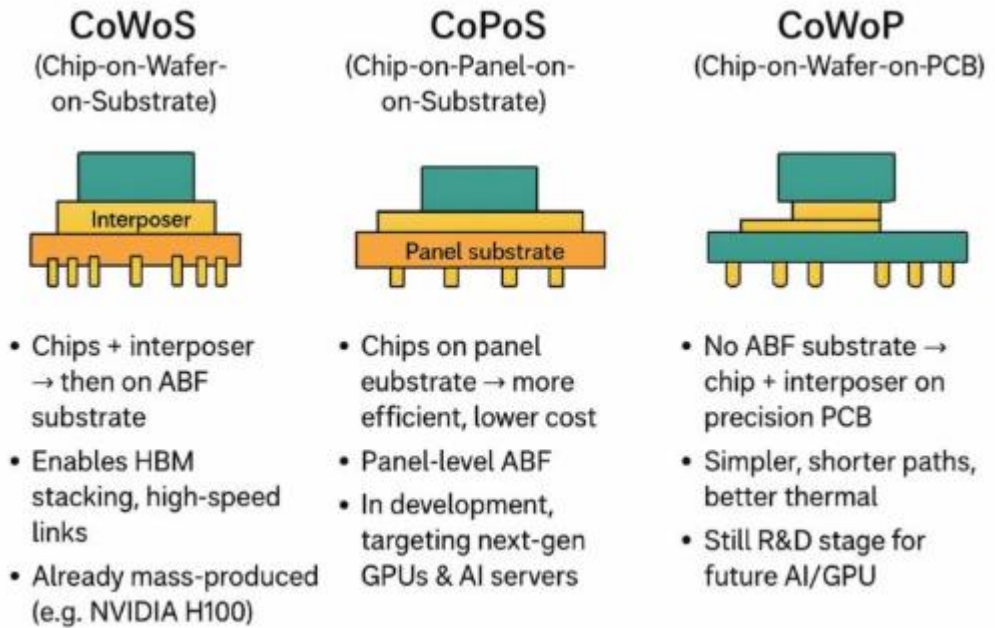 CoWoS
(Chip-on-Wafer-
on-Substrate)
Interposer
• Chips + interposer
→ then on ABF
substrate
• Enables HBM
stacking, high-speed
links
• Already mass-produced
(e.g. NVIDIA H100)
CoPoS
(Chip-on-Panel-on-
on-Substrate)
Panel substrate
• Chips on panel
eubstrate → more
efficient, lower cost
• Panel-level ABF
• In development,
targeting next-gen
GPUs & AI servers
CoWoP
(Chip-on-Wafer-on-PCB)
• No ABF substrate →
chip + interposer on
precision PCB
• Simpler, shorter paths,
better thermal
• Still R&D stage for
future AI/GPU